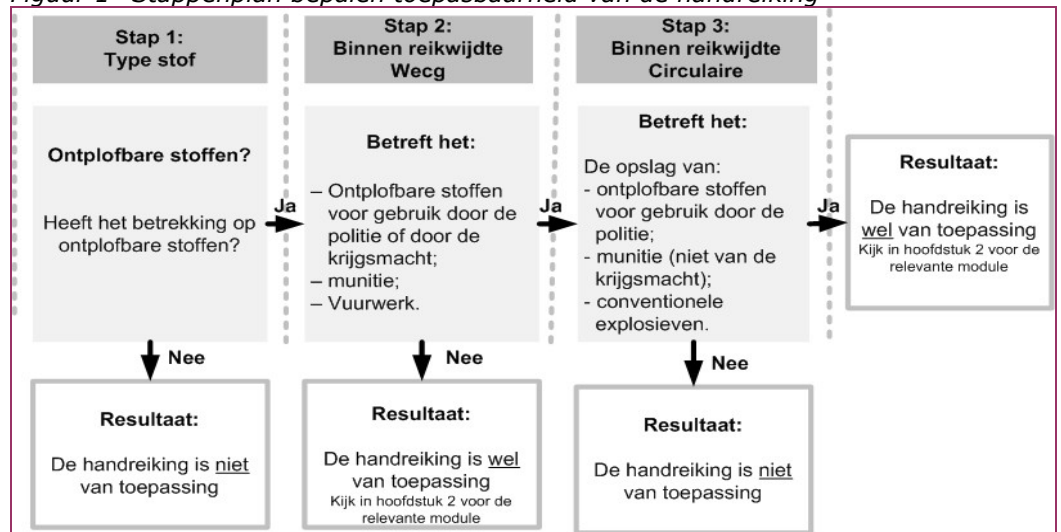 Figuur 1 Stappenplan bepalen toepasbaarheid van de handreiking
Stap 1:
Type stof
Ontplofbare stoffen?
Heeft het betrekking op
ontplofbare stoffen?
Ja
Nee
Resultaat:
De handreiking is niet
van toepassing
Stap 2:
Binnen reikwijdte
Wecg
Betreft het:
– Ontplofbare stoffen
voor gebruik door de
politie of door de
krijgsmacht;
– munitie;
– Vuurwerk.
Ja
Nee
Resultaat:
De handreiking is wel
van toepassing
Kijk in hoofdstuk 2 voor de
relevante module
Stap 3:
Binnen reikwijdte
Circulaire
Betreft het:
De opslag van:
- ontplofbare stoffen
voor gebruik door de
politie;
- munitie (niet van de
krijgsmacht);
- conventionele
explosieven.
Ja
Nee
Resultaat:
De handreiking is niet
van toepassing
Resultaat:
De handreiking is
wel van toepassing
Kijk in hoofdstuk 2 voor de
relevante module